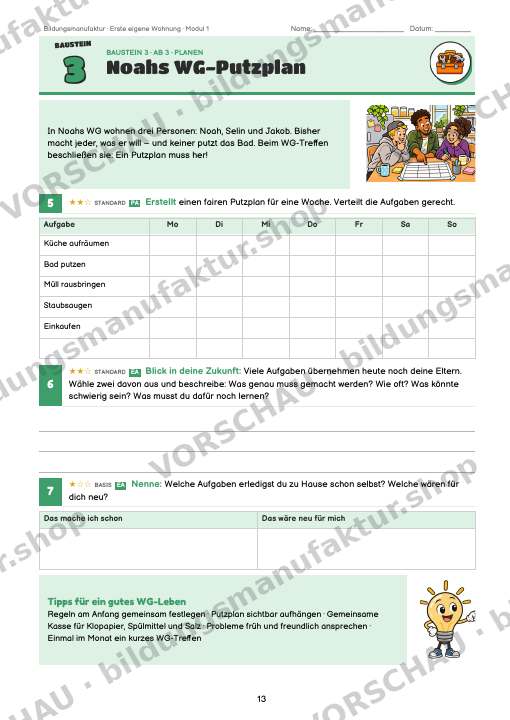 Bildungsmanufaktur · Erste eigene Wohnung · Modul 1
Name:
Datum:
BAUSTEIN
3
BAUSTEIN 3 · AB 3 · PLANEN
Noahs WG-Putzplan
In Noahs WG wohnen drei Personen: Noah, Selin und Jakob. Bisher
macht jeder, was er will – und keiner putzt das Bad. Beim WG-Treffen
beschließen sie: Ein Putzplan muss her!
5 ★★☆ STANDARD PA Erstellt einen fairen Putzplan für eine Woche. Verteilt die Aufgaben gerecht.
Aufgabe Mo Di Mi Do Fr Sa So
Küche aufräumen
Bad putzen
Müll rausbringen
Staubsaugen
Einkaufen
6 ★★☆ STANDARD EA Blick in deine Zukunft: Viele Aufgaben übernehmen heute noch deine Eltern.
Wähle zwei davon aus und beschreibe: Was genau muss gemacht werden? Wie oft? Was könnte
schwierig sein? Was musst du dafür noch lernen?
7 ★☆☆ BASIS EA Nenne: Welche Aufgaben erledigst du zu Hause schon selbst? Welche wären für
dich neu?
Das mache ich schon
Das wäre neu für mich
Tipps für ein gutes WG-Leben
Regeln am Anfang gemeinsam festlegen · Putzplan sichtbar aufhängen · Gemeinsame
Kasse für Klopapier, Spülmittel und Salz · Probleme früh und freundlich ansprechen ·
Einmal im Monat ein kurzes WG-Treffen
13
VORSCHAU · bildungsmanufaktur.shop
VORSCHAU · bildungsmanufaktur.shop
VORSCHAU · bildungsmanufaktur.shop